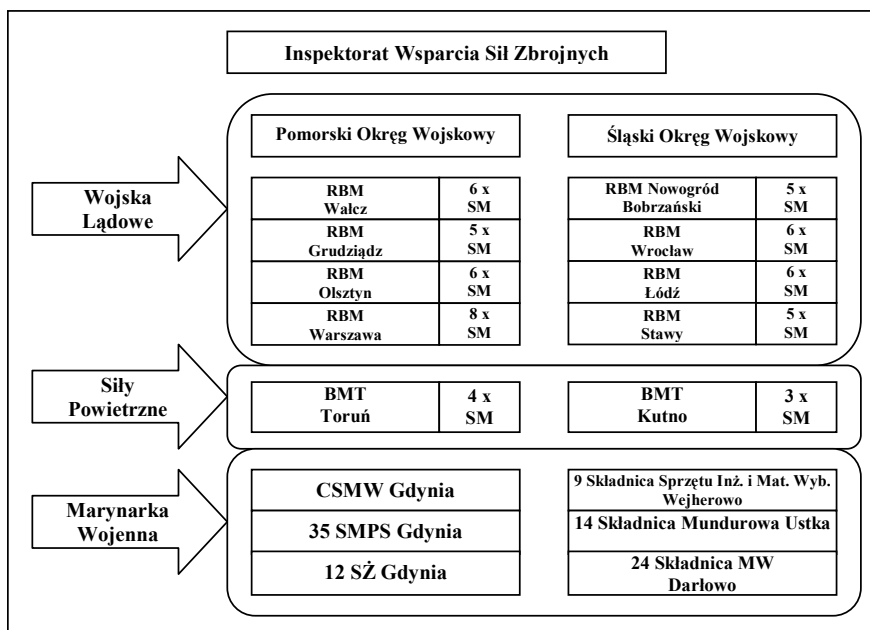 Inspektorat Wsparcia Sił Zbrojnych
Pomorski Okręg Wojskowy
Śląski Okręg Wojskowy
Wojska
Lądowe
RBM
Wałcz
6 x
SM
RBM Nowogród
Bobrzański
5 x
SM
RBM
Grudziądz
5 x
SM
RBM
Wrocław
6 x
SM
RBM
Olsztyn
6 x
SM
RBM
Łódź
6 x
SM
RBM
Warszawa
8 x
SM
RBM
Stawy
5 x
SM
Siły
Powietrzne
BMT
Toruń
4 x
SM
BMT
Kutno
3 x
SM
Marynarka
Wojenna
CSMW Gdynia
9 Składnica Sprzętu Inż. i Mat. Wyb.
Wejherowo
35 SMPS Gdynia
14 Składnica Mundurowa Ustka
12 SŻ Gdynia
24 Składnica MW
Darłowo